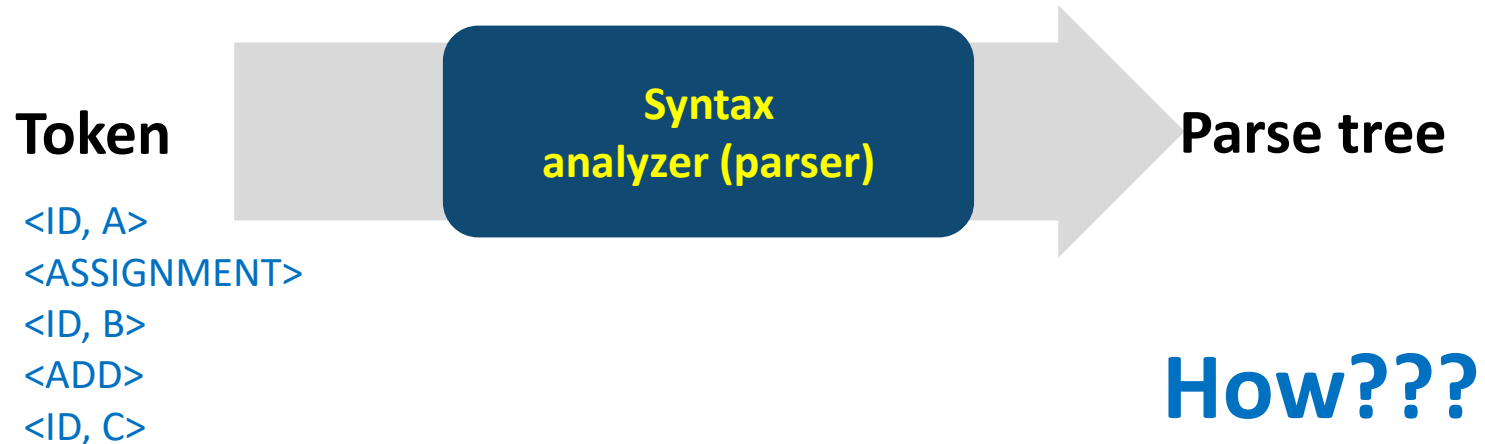 Token
<ID, A>
<ASSIGNMENT>
<ID, B>
<ADD>
<ID, C>
Syntax
analyzer (parser)
Parse tree
How???